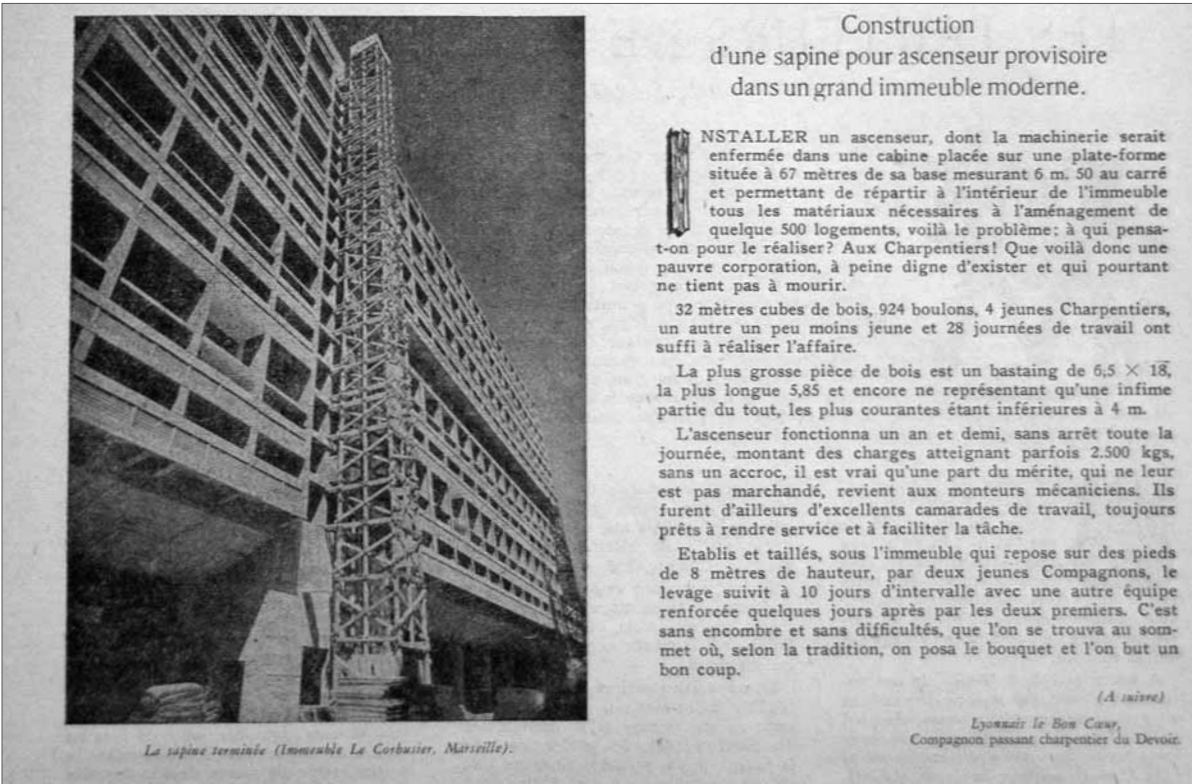 Construction
d'une sapine pour ascenseur provisoire
dans un grand immeuble moderne.
INSTALLER un ascenseur, dont la machinerie serait
enfermée dans une cabine placée sur une plate-forme
située à 67 mètres de sa base mesurant 6 m. 50 au carré
et permettant de répartir à l'intérieur de l'immeuble
tous les matériaux nécessaires à l'aménagement de
quelque 500 logements, voilà le problème: à qui pensa-
t-on pour le réaliser? Aux Charpentiers! Que voilà donc une
pauvre corporation, à peine digne d'exister et qui pourtant
ne tient pas à mourir.
32 mètres cubes de bois, 924 boulons, 4 jeunes Charpentiers,
un autre un peu moins jeune et 28 journées de travail ont
suffi à réaliser l'affaire.
La plus grosse pièce de bois est un bastaing de 6,5 × 18,
la plus longue 5,85 et encore ne représentant qu'une infime
partie du tout, les plus courantes étant inférieures à 4 m.
L'ascenseur fonctionna un an et demi, sans arrêt toute la
journée, montant des charges atteignant parfois 2.500 kgs,
sans un accroc, il est vrai qu'une part du mérite, qui ne leur
est pas marchandé, revient aux monteurs mécaniciens. Ils
furent d'ailleurs d'excellents camarades de travail, toujours
prêts à rendre service et à faciliter la tâche.
Etablis et taillés, sous l'immeuble qui repose sur des pieds
de 8 mètres de hauteur, par deux jeunes Compagnons, le
levage suivit à 10 jours d'intervalle avec une autre équipe
renforcée quelques jours après par les deux premiers. C'est
sans encombre et sans difficultés, que l'on se trouva au som-
met où, selon la tradition, on posa le bouquet et l'on but un
bon coup.
(A suivre)
Lyonnais le Bon Cœur,
Compagnon passant charpentier du Devoir.
La sapine terminée (Immeuble Le Corbusier, Marseille).